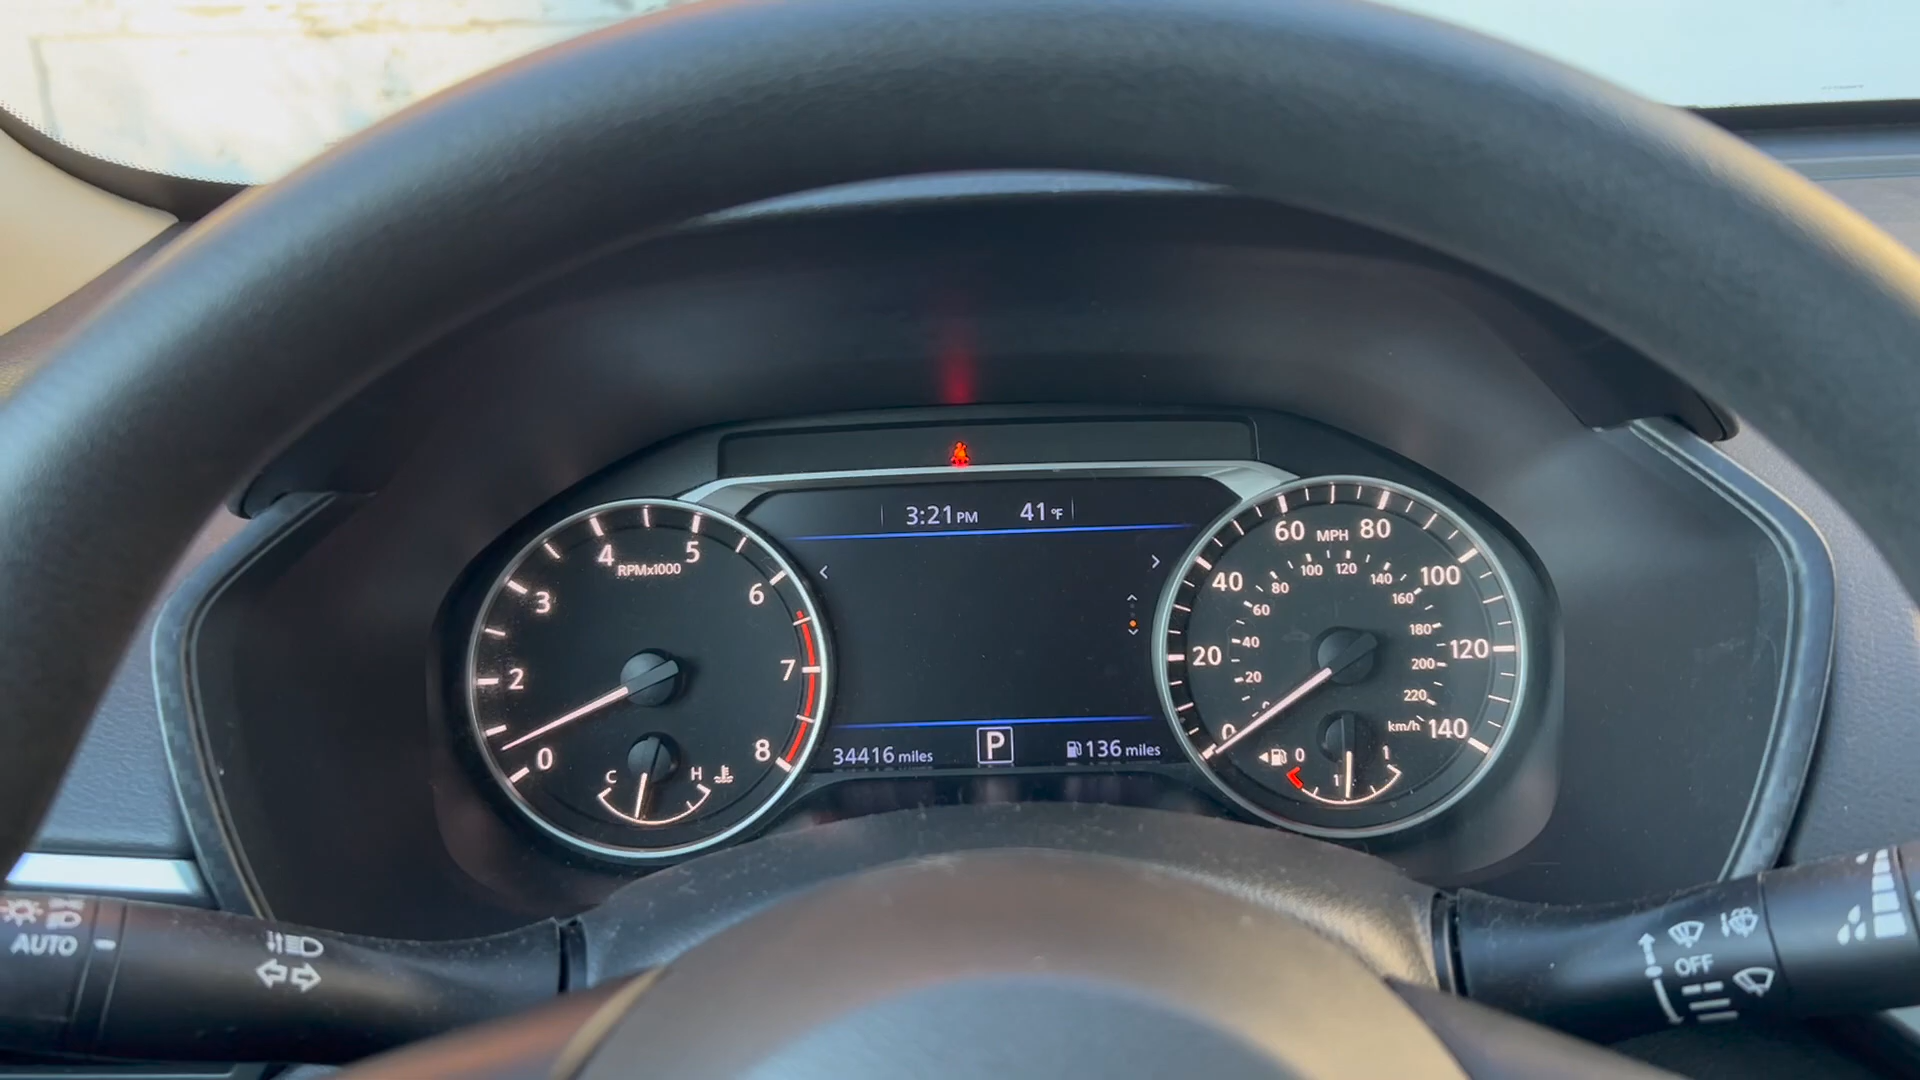 3:21 PM 41°F
4 5
RPMx1000
3 6
2 7
0 8
C H
< >
34416 miles P 136 miles
60 MPH 80
40 100
20 120
0 140
80 100 120 140
60 160
40 180
20 200
220
km/h
0 1
AUTO
OFF